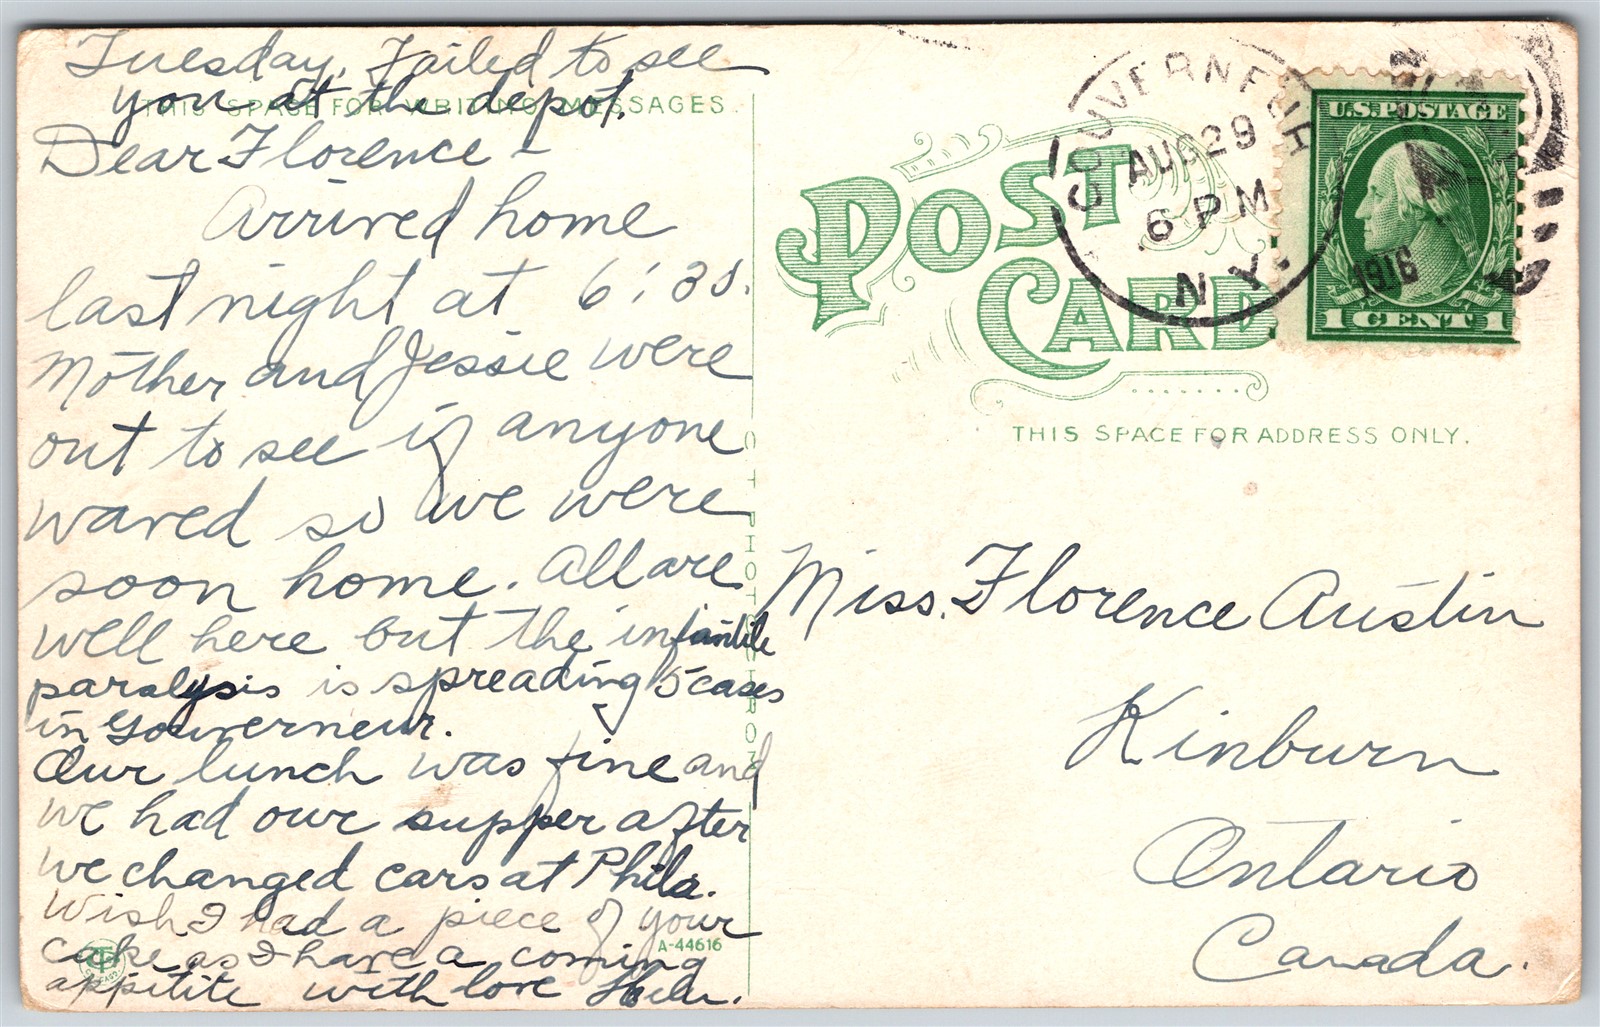 Tuesday, Failed to see
you at the depot.
THIS SPACE FOR WRITING MESSAGES
Dear Florence -
Arrived home
last night at 6:30.
Mother and Jessie were
out to see if anyone
waved so we were
soon home. All are
well here but the infantile
paralysis is spreading 5 cases
in Gouverneur.
Our lunch was fine and
we had our supper after
we changed cars at Phila.
Wish I had a piece of your
cake as I have a coming
appitite with love
A-44616
C T PHOTOCHROM
POST
CARD
THIS SPACE FOR ADDRESS ONLY.
GOUVERNEUR
AUG 29
6 PM
N.Y.
1916
U.S. POSTAGE
1 CENT 1
Miss. Florence Austin
Kinburn
Ontario
Canada.